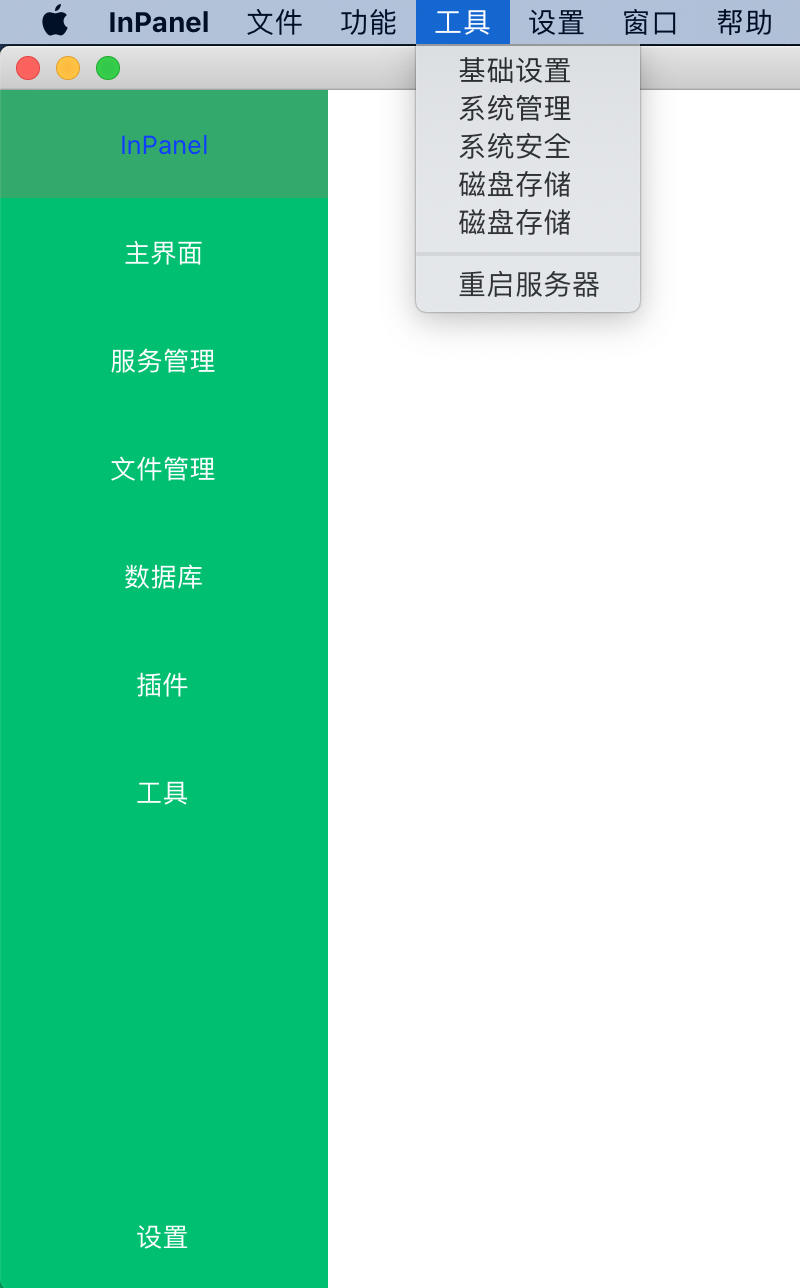 InPanel 文件 功能 工具 设置 窗口 帮助
基础设置
系统管理
系统安全
磁盘存储
磁盘存储
重启服务器
InPanel
主界面
服务管理
文件管理
数据库
插件
工具
设置